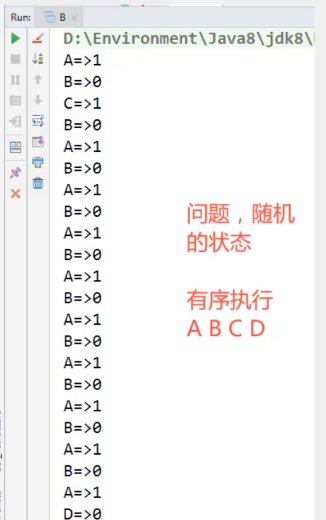 Run: B
D:\Environment\Java8\jdk8\
A=>1
B=>0
C=>1
B=>0
A=>1
B=>0
A=>1
B=>0
A=>1
B=>0
A=>1
B=>0
A=>1
B=>0
A=>1
B=>0
A=>1
B=>0
A=>1
B=>0
A=>1
D=>0
问题，随机
的状态
有序执行
A B C D